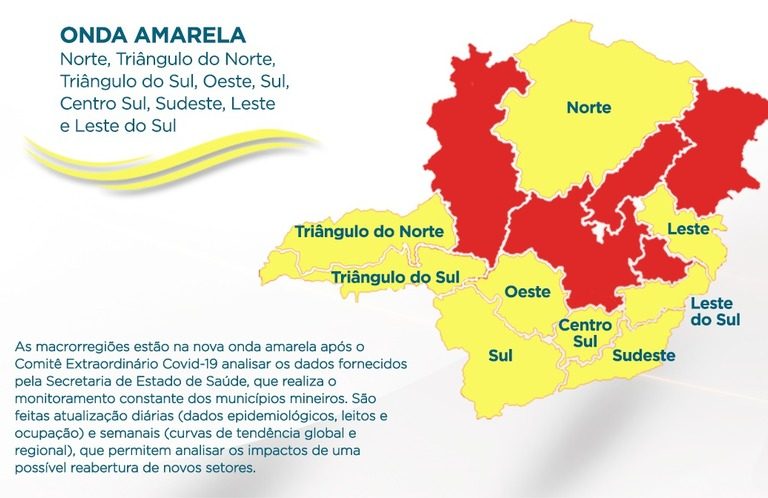 ONDA AMARELA
Norte, Triângulo do Norte,
Triângulo do Sul, Oeste, Sul,
Centro Sul, Sudeste, Leste
e Leste do Sul
Norte
Triângulo do Norte
Leste
Triângulo do Sul
Oeste
Leste
do Sul
Centro
Sul
Sul
Sudeste
As macrorregiões estão na nova onda amarela após o
Comitê Extraordinário Covid-19 analisar os dados fornecidos
pela Secretaria de Estado de Saúde, que realiza o
monitoramento constante dos municípios mineiros. São
feitas atualização diárias (dados epidemiológicos, leitos e
ocupação) e semanais (curvas de tendência global e
regional), que permitem analisar os impactos de uma
possível reabertura de novos setores.